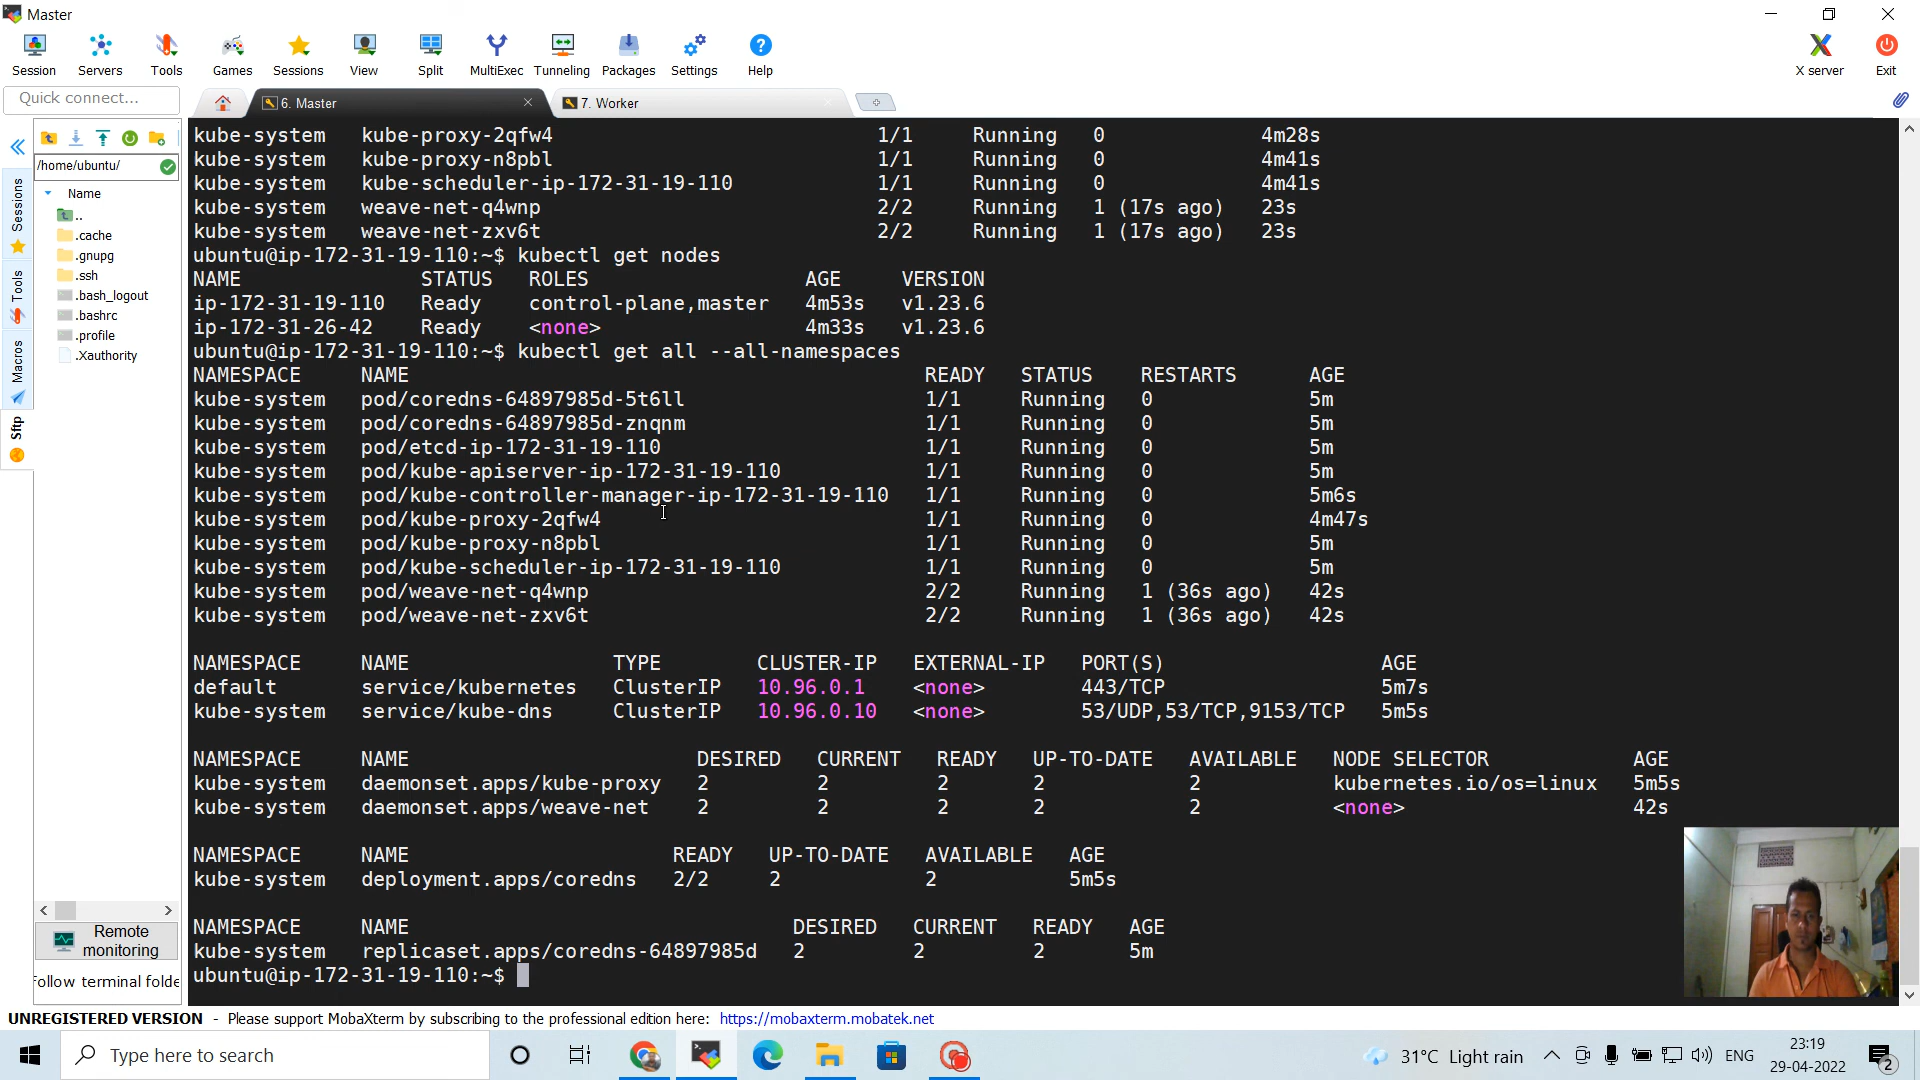 Master
Session Servers Tools Games Sessions View Split MultiExec Tunneling Packages Settings Help X server Exit
Quick connect...
6. Master
7. Worker
/home/ubuntu/
Name
..
.cache
.gnupg
.ssh
.bash_logout
.bashrc
.profile
.Xauthority
Sessions
Tools
Macros
Sftp
Remote
monitoring
Follow terminal folde
kube-system kube-proxy-2qfw4 1/1 Running 0 4m28s
kube-system kube-proxy-n8pbl 1/1 Running 0 4m41s
kube-system kube-scheduler-ip-172-31-19-110 1/1 Running 0 4m41s
kube-system weave-net-q4wnp 2/2 Running 1 (17s ago) 23s
kube-system weave-net-zxv6t 2/2 Running 1 (17s ago) 23s
ubuntu@ip-172-31-19-110:~$ kubectl get nodes
NAME STATUS ROLES AGE VERSION
ip-172-31-19-110 Ready control-plane,master 4m53s v1.23.6
ip-172-31-26-42 Ready <none> 4m33s v1.23.6
ubuntu@ip-172-31-19-110:~$ kubectl get all --all-namespaces
NAMESPACE NAME READY STATUS RESTARTS AGE
kube-system pod/coredns-64897985d-5t6ll 1/1 Running 0 5m
kube-system pod/coredns-64897985d-znqnm 1/1 Running 0 5m
kube-system pod/etcd-ip-172-31-19-110 1/1 Running 0 5m
kube-system pod/kube-apiserver-ip-172-31-19-110 1/1 Running 0 5m
kube-system pod/kube-controller-manager-ip-172-31-19-110 1/1 Running 0 5m6s
kube-system pod/kube-proxy-2qfw4 1/1 Running 0 4m47s
kube-system pod/kube-proxy-n8pbl 1/1 Running 0 5m
kube-system pod/kube-scheduler-ip-172-31-19-110 1/1 Running 0 5m
kube-system pod/weave-net-q4wnp 2/2 Running 1 (36s ago) 42s
kube-system pod/weave-net-zxv6t 2/2 Running 1 (36s ago) 42s
NAMESPACE NAME TYPE CLUSTER-IP EXTERNAL-IP PORT(S) AGE
default service/kubernetes ClusterIP 10.96.0.1 <none> 443/TCP 5m7s
kube-system service/kube-dns ClusterIP 10.96.0.10 <none> 53/UDP,53/TCP,9153/TCP 5m5s
NAMESPACE NAME DESIRED CURRENT READY UP-TO-DATE AVAILABLE NODE SELECTOR AGE
kube-system daemonset.apps/kube-proxy 2 2 2 2 2 kubernetes.io/os=linux 5m5s
kube-system daemonset.apps/weave-net 2 2 2 2 2 <none> 42s
NAMESPACE NAME READY UP-TO-DATE AVAILABLE AGE
kube-system deployment.apps/coredns 2/2 2 2 5m5s
NAMESPACE NAME DESIRED CURRENT READY AGE
kube-system replicaset.apps/coredns-64897985d 2 2 2 5m
ubuntu@ip-172-31-19-110:~$
UNREGISTERED VERSION - Please support MobaXterm by subscribing to the professional edition here: https://mobaxterm.mobatek.net
Type here to search
31°C Light rain
ENG
23:19
29-04-2022
2